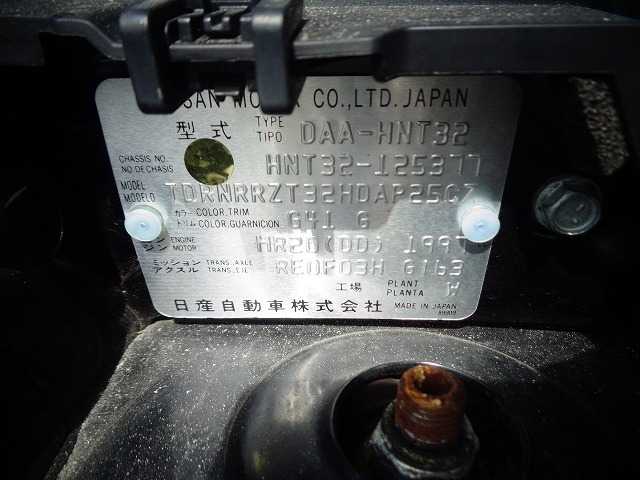 SAN MO CO.,LTD.JAPAN
型式 TYPE TIPO DAA-HNT32
CHASSIS NO. NO.DECHASIS HNT32-125377
MODEL MODELO TDRNRRZT32HDAP25GZ
カラー COLOR,TRIM トリム COLOR,GUARNICION G41 G
ENGINE MOTOR HR20(DD) 1997
ミッション TRANS. AXLE アクスル TRANS. EJE RE0F03H G163
工場 PLANT PLANTA W
日産自動車株式会社 MADE IN JAPAN
89909